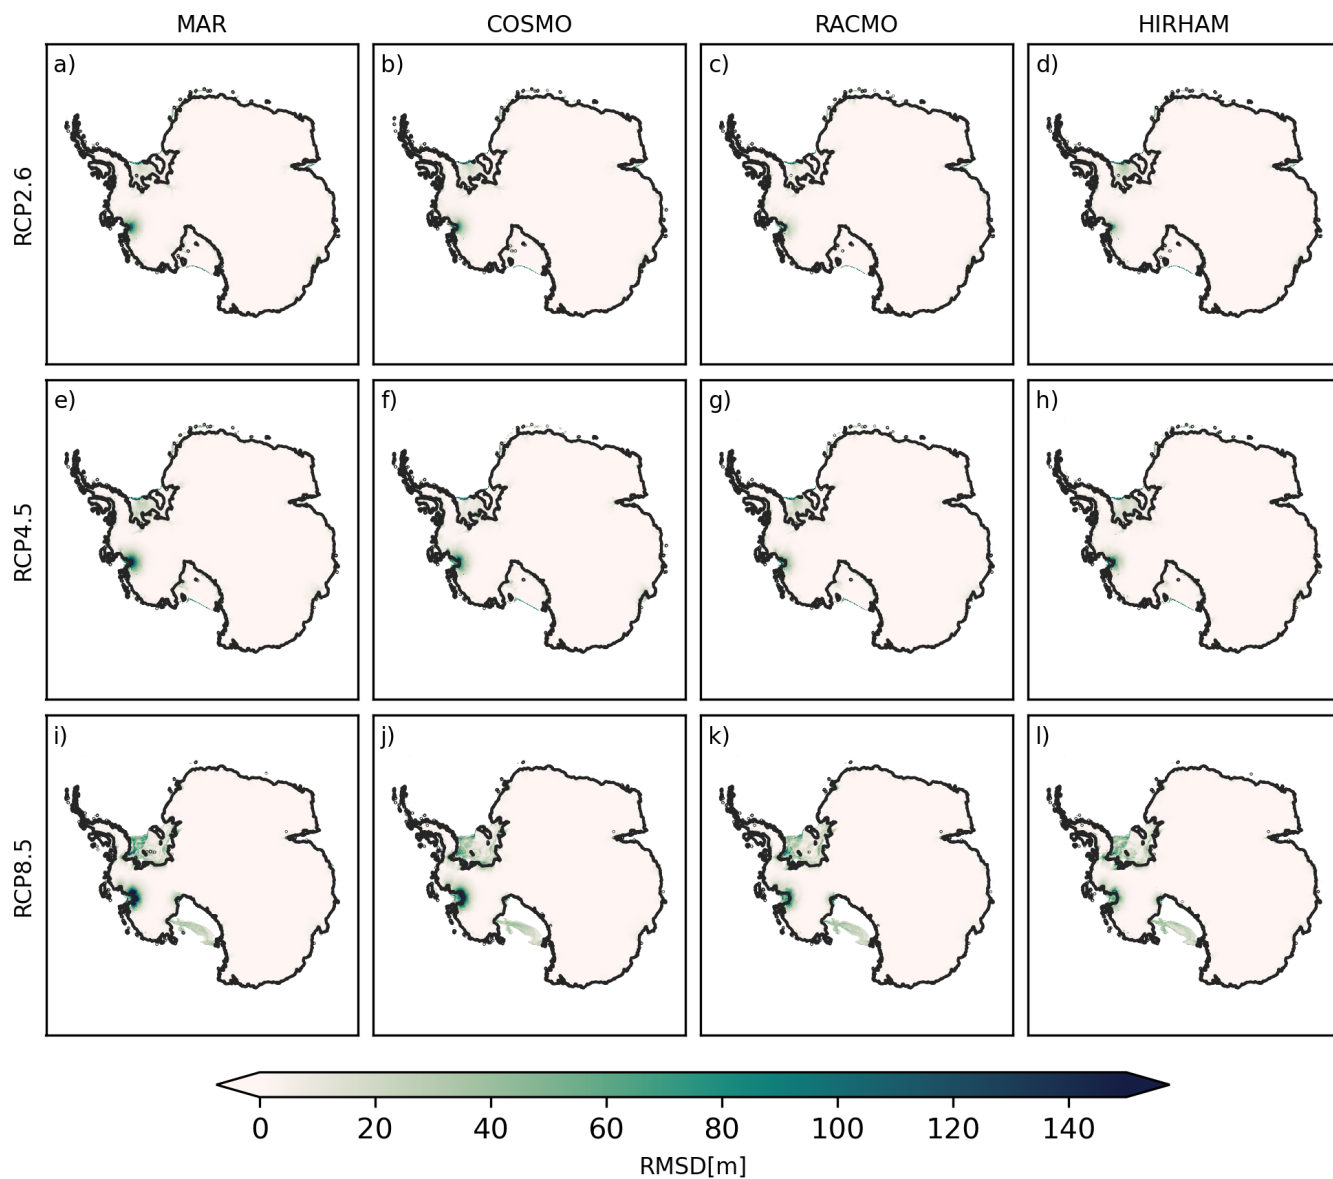 MAR COSMO RACMO HIRHAM
RCP2.6
a) b) c) d)
RCP4.5
e) f) g) h)
RCP8.5
i) j) k) l)
0 20 40 60 80 100 120 140
RMSD[m]